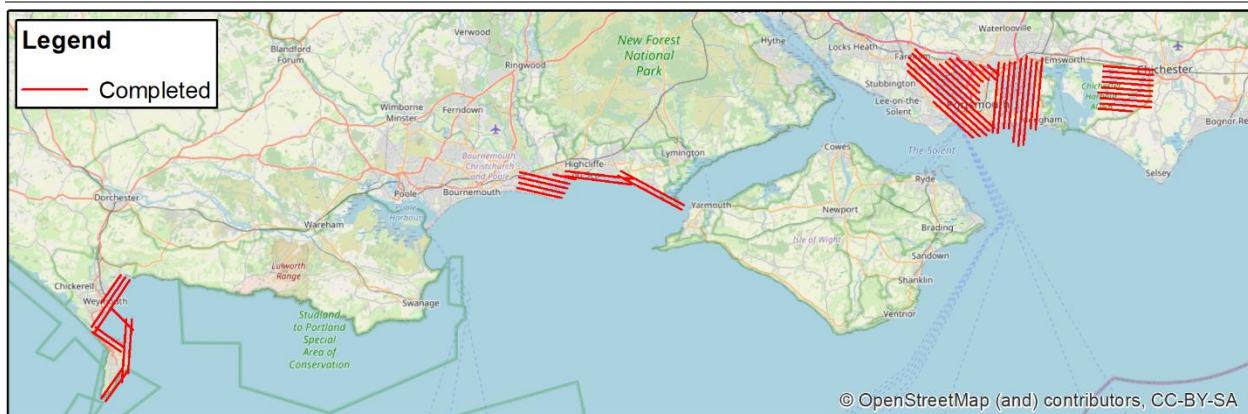 Legend
Completed
Blandford
Forum
Verwood
Ringwood
Wimborne
Minster
Ferndown
New Forest
National
Park
Hythe
Locks Heath
Waterlooville
Stubbington
Lee-on-the-
Solent
Emsworth
Chichester
Bognor Re
Selsey
Dorchester
Poole
Bournemouth
Bournemouth
Christchurch
and Poole
Highcliffe-
Lymington
Cowes
The Solent
Ryde
Yarmouth
Newport
Isle of Wight
Brading
Sandown
Shanklin
Ventnor
Wareham
Poole
Harbour
Lulworth
Range
Swanage
Chickerell
Studland
to Portland
Special
Area of
Conservation
© OpenStreetMap (and) contributors, CC-BY-SA